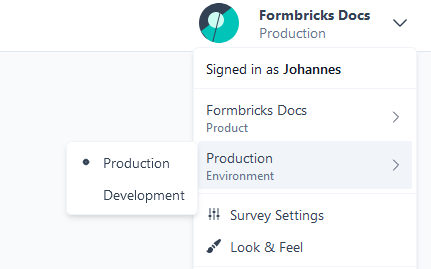 Formbricks Docs
Production
Signed in as Johannes
Formbricks Docs
Product
Production
Environment
Production
Development
Survey Settings
Look & Feel